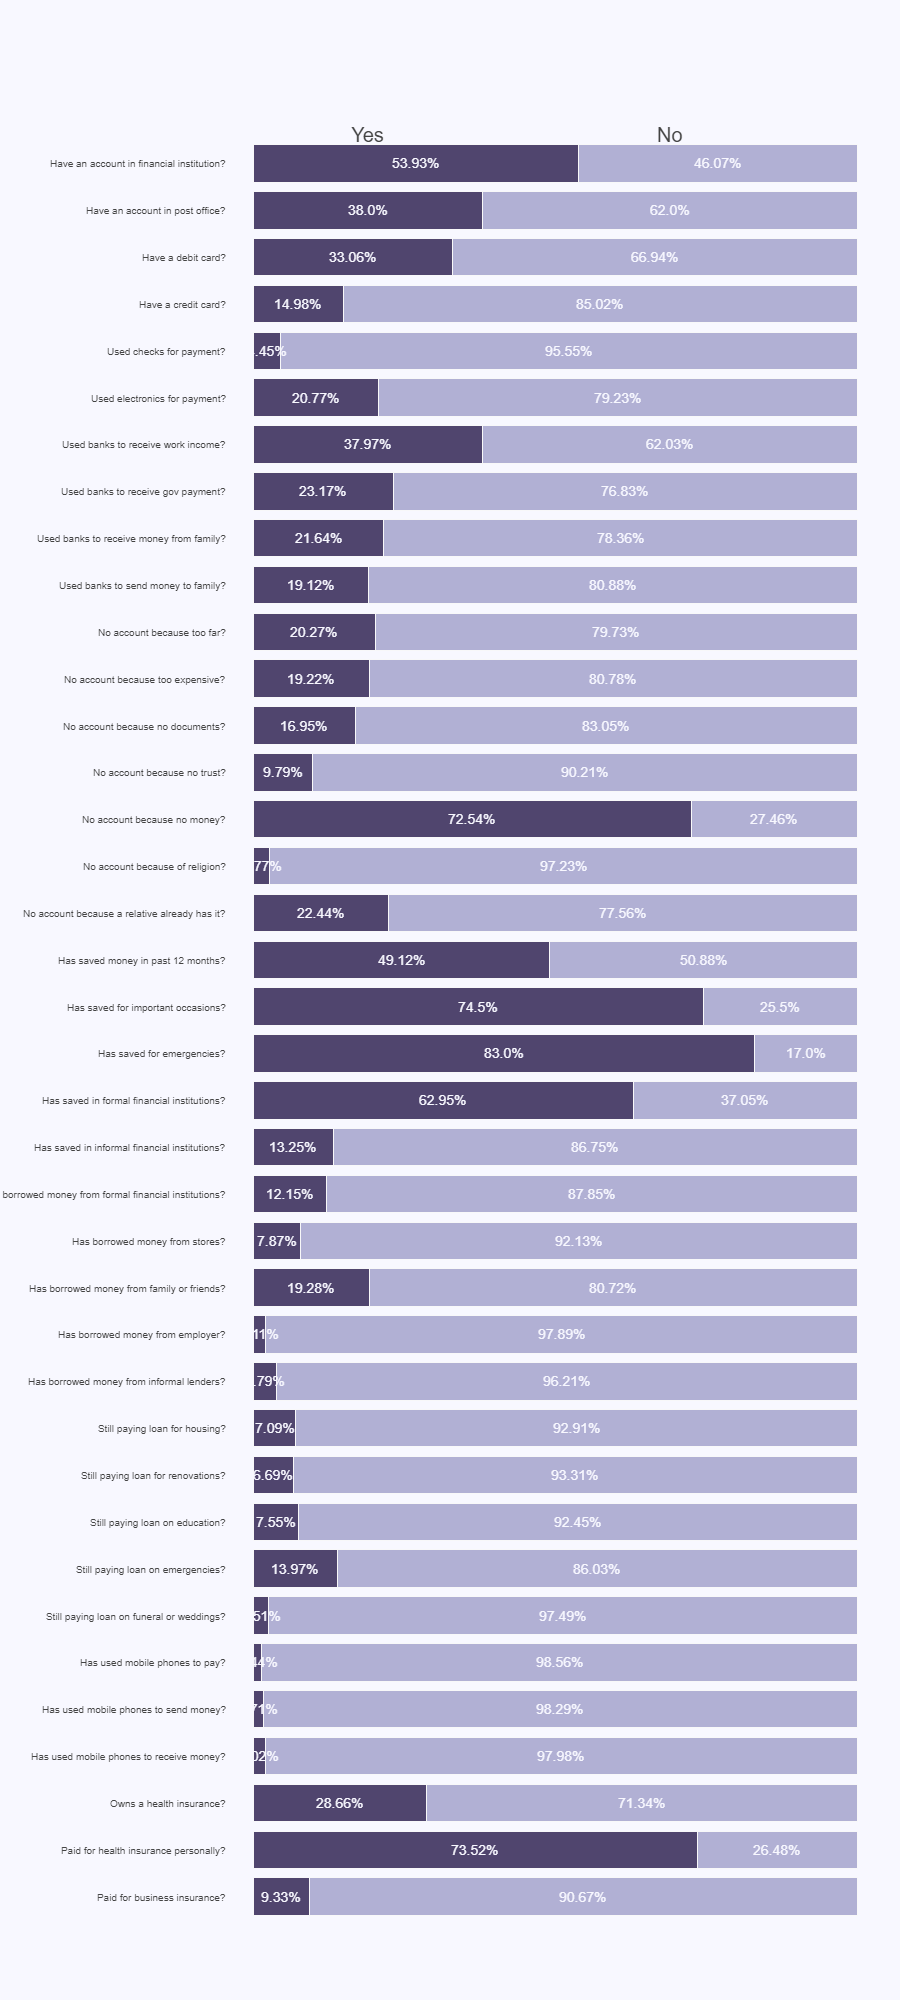 Yes No
Have an account in financial institution? 53.93% 46.07%
Have an account in post office? 38.0% 62.0%
Have a debit card? 33.06% 66.94%
Have a credit card? 14.98% 85.02%
Used checks for payment? .45% 95.55%
Used electronics for payment? 20.77% 79.23%
Used banks to receive work income? 37.97% 62.03%
Used banks to receive gov payment? 23.17% 76.83%
Used banks to receive money from family? 21.64% 78.36%
Used banks to send money to family? 19.12% 80.88%
No account because too far? 20.27% 79.73%
No account because too expensive? 19.22% 80.78%
No account because no documents? 16.95% 83.05%
No account because no trust? 9.79% 90.21%
No account because no money? 72.54% 27.46%
No account because of religion? 77% 97.23%
No account because a relative already has it? 22.44% 77.56%
Has saved money in past 12 months? 49.12% 50.88%
Has saved for important occasions? 74.5% 25.5%
Has saved for emergencies? 83.0% 17.0%
Has saved in formal financial institutions? 62.95% 37.05%
Has saved in informal financial institutions? 13.25% 86.75%
borrowed money from formal financial institutions? 12.15% 87.85%
Has borrowed money from stores? 7.87% 92.13%
Has borrowed money from family or friends? 19.28% 80.72%
Has borrowed money from employer? 11% 97.89%
Has borrowed money from informal lenders? .79% 96.21%
Still paying loan for housing? 7.09% 92.91%
Still paying loan for renovations? 6.69% 93.31%
Still paying loan on education? 7.55% 92.45%
Still paying loan on emergencies? 13.97% 86.03%
Still paying loan on funeral or weddings? 51% 97.49%
Has used mobile phones to pay? 44% 98.56%
Has used mobile phones to send money? 71% 98.29%
Has used mobile phones to receive money? 02% 97.98%
Owns a health insurance? 28.66% 71.34%
Paid for health insurance personally? 73.52% 26.48%
Paid for business insurance? 9.33% 90.67%